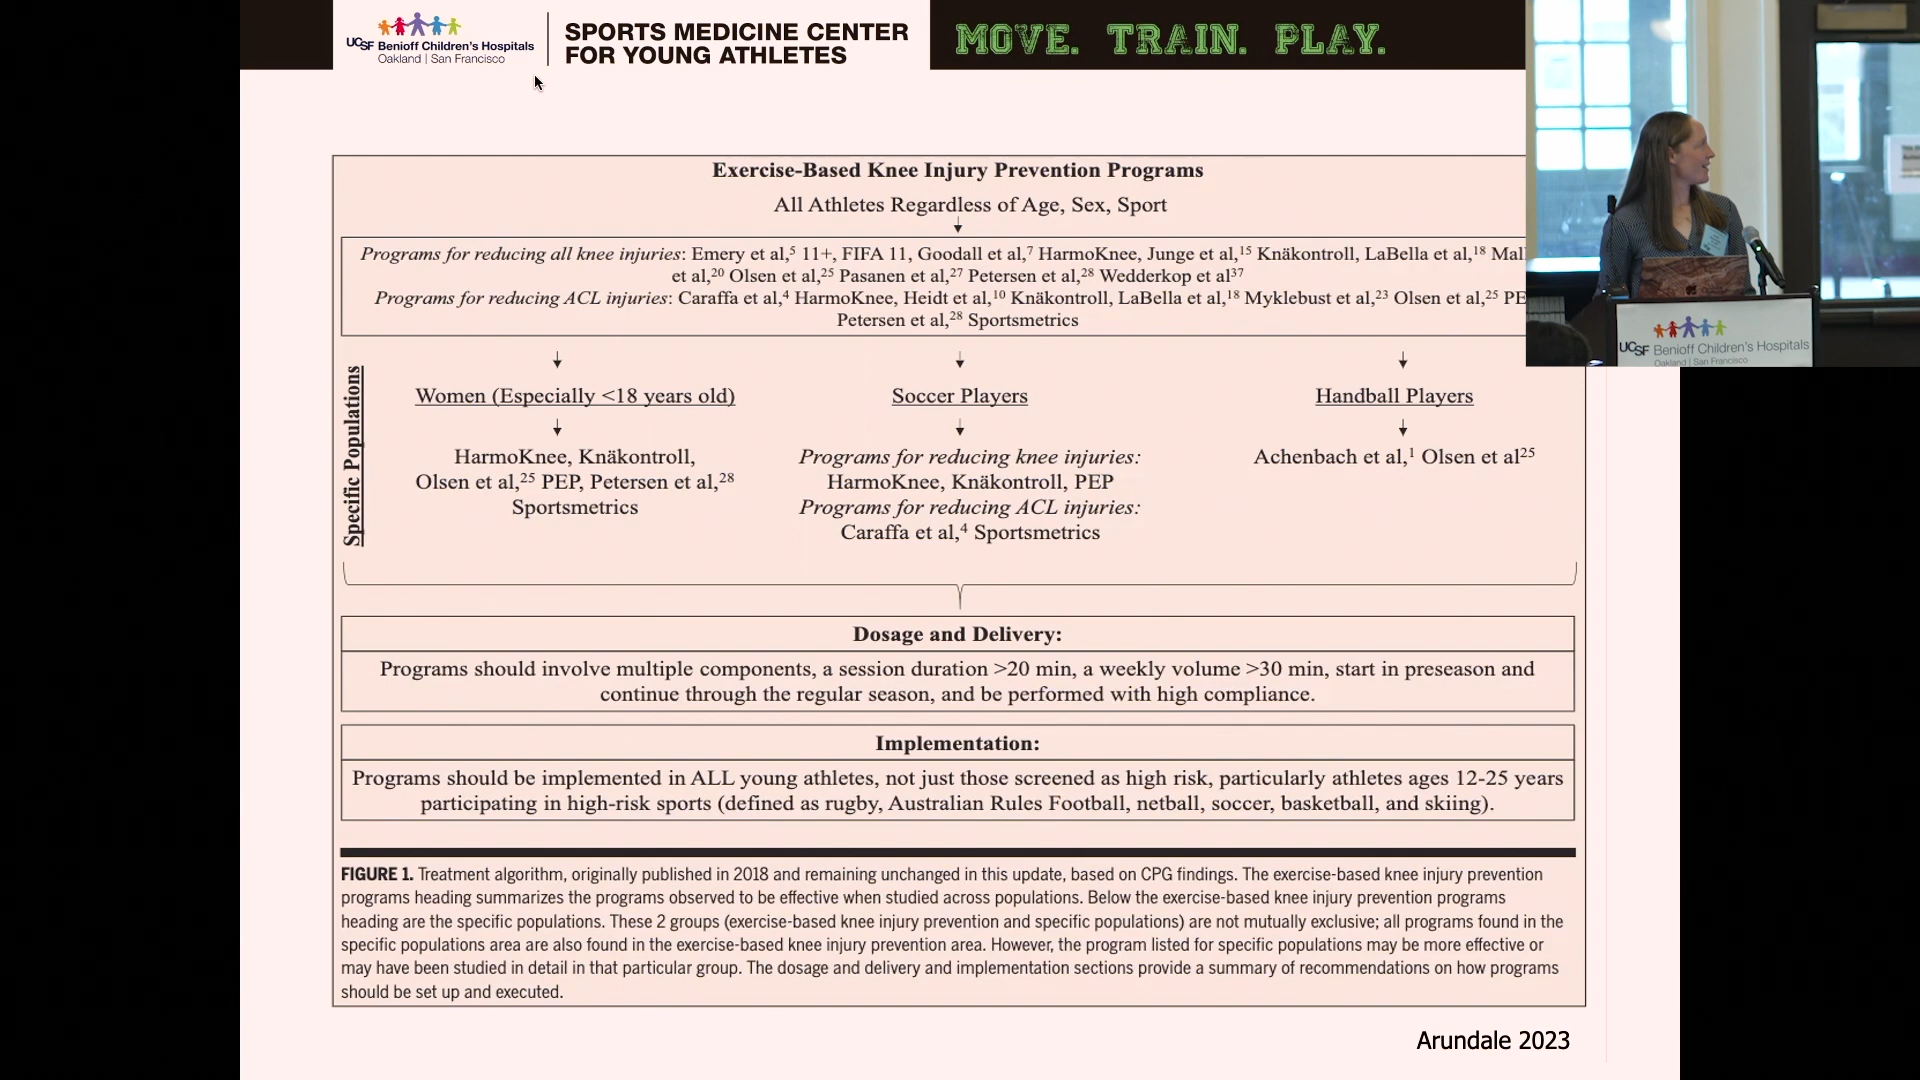 UCSF Benioff Children's Hospitals
Oakland | San Francisco
SPORTS MEDICINE CENTER
FOR YOUNG ATHLETES
MOVE. TRAIN. PLAY.
Exercise-Based Knee Injury Prevention Programs
All Athletes Regardless of Age, Sex, Sport
Programs for reducing all knee injuries: Emery et al,⁵ 11+, FIFA 11, Goodall et al,⁷ HarmoKnee, Junge et al,¹⁵ Knäkontroll, LaBella et al,¹⁸
et al,²⁰ Olsen et al,²⁵ Pasanen et al,²⁷ Petersen et al,²⁸ Wedderkop et al³⁷
Programs for reducing ACL injuries: Caraffa et al,⁴ HarmoKnee, Heidt et al,¹⁰ Knäkontroll, LaBella et al,¹⁸ Myklebust et al,²³ Olsen et al,²⁵
Petersen et al,²⁸ Sportsmetrics
Specific Populations
Women (Especially <18 years old)
HarmoKnee, Knäkontroll,
Olsen et al,²⁵ PEP, Petersen et al,²⁸
Sportsmetrics
Soccer Players
Programs for reducing knee injuries:
HarmoKnee, Knäkontroll, PEP
Programs for reducing ACL injuries:
Caraffa et al,⁴ Sportsmetrics
Handball Players
Achenbach et al,¹ Olsen et al²⁵
Dosage and Delivery:
Programs should involve multiple components, a session duration >20 min, a weekly volume >30 min, start in preseason and
continue through the regular season, and be performed with high compliance.
Implementation:
Programs should be implemented in ALL young athletes, not just those screened as high risk, particularly athletes ages 12-25 years
participating in high-risk sports (defined as rugby, Australian Rules Football, netball, soccer, basketball, and skiing).
FIGURE 1. Treatment algorithm, originally published in 2018 and remaining unchanged in this update, based on CPG findings. The exercise-based knee injury prevention
programs heading summarizes the programs observed to be effective when studied across populations. Below the exercise-based knee injury prevention programs
heading are the specific populations. These 2 groups (exercise-based knee injury prevention and specific populations) are not mutually exclusive; all programs found in the
specific populations area are also found in the exercise-based knee injury prevention area. However, the program listed for specific populations may be more effective or
may have been studied in detail in that particular group. The dosage and delivery and implementation sections provide a summary of recommendations on how programs
should be set up and executed.
Arundale 2023
UCSF Benioff Children's Hospitals
Oakland | San Francisco